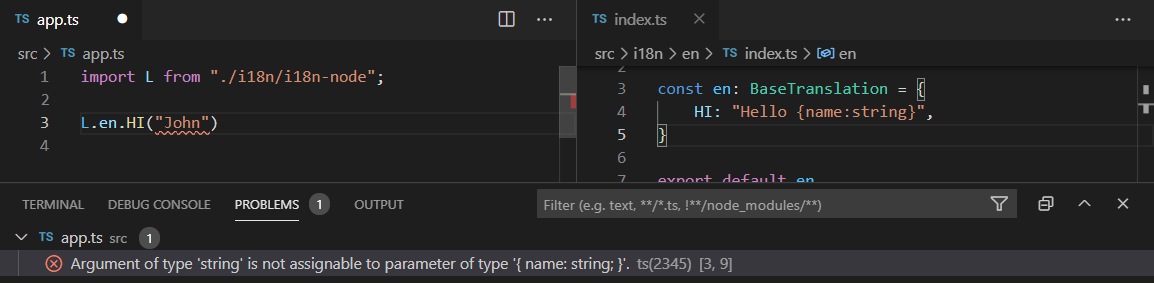 TS app.ts
src > TS app.ts
1 import L from "./i18n/i18n-node";
2
3 L.en.HI("John")
4
TS index.ts
src > i18n > en > TS index.ts > en
2
3 const en: BaseTranslation = {
4 HI: "Hello {name:string}",
5 }
6
7 export default en
TERMINAL DEBUG CONSOLE PROBLEMS 1 OUTPUT Filter (e.g. text, **/*.ts, !**/node_modules/**)
TS app.ts src 1
Argument of type 'string' is not assignable to parameter of type '{ name: string; }'. ts(2345) [3, 9]